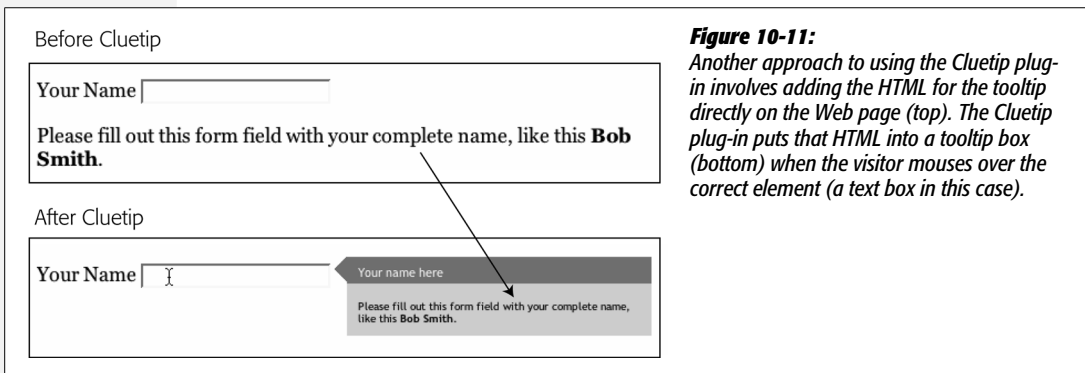 Before Cluetip
Your Name
Please fill out this form field with your complete name, like this Bob
Smith.
After Cluetip
Your Name
Your name here
Please fill out this form field with your complete name,
like this Bob Smith.
Figure 10-11:
Another approach to using the Cluetip plug-
in involves adding the HTML for the tooltip
directly on the Web page (top). The Cluetip
plug-in puts that HTML into a tooltip box
(bottom) when the visitor mouses over the
correct element (a text box in this case).